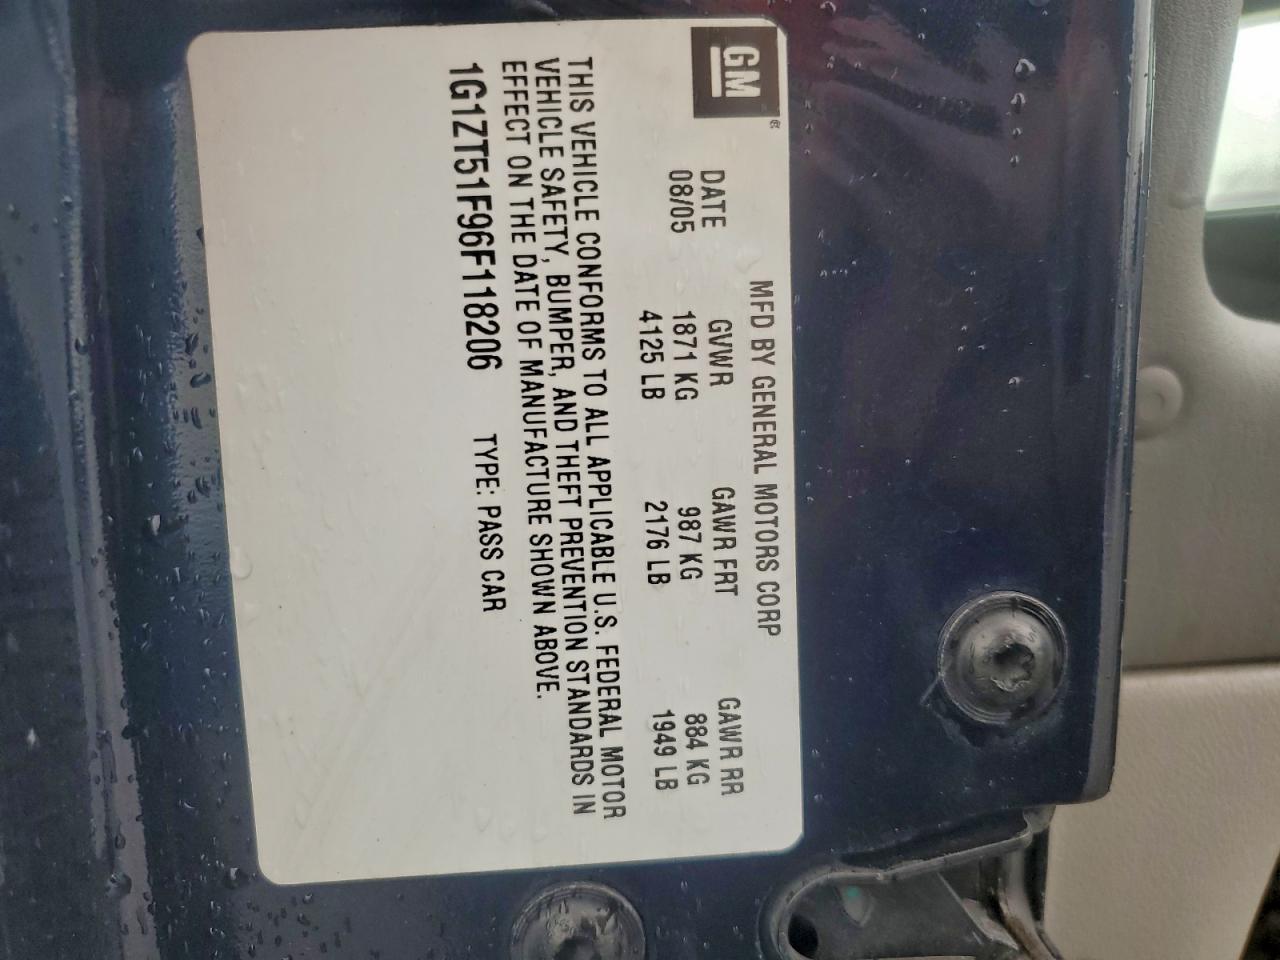 GM®
MFD BY GENERAL MOTORS CORP
DATE GVWR GAWR FRT GAWR RR
08/05 1871 KG 987 KG 884 KG
4125 LB 2176 LB 1949 LB
THIS VEHICLE CONFORMS TO ALL APPLICABLE U.S. FEDERAL MOTOR
VEHICLE SAFETY, BUMPER, AND THEFT PREVENTION STANDARDS IN
EFFECT ON THE DATE OF MANUFACTURE SHOWN ABOVE.
1G1ZT51F96F118206 TYPE: PASS CAR